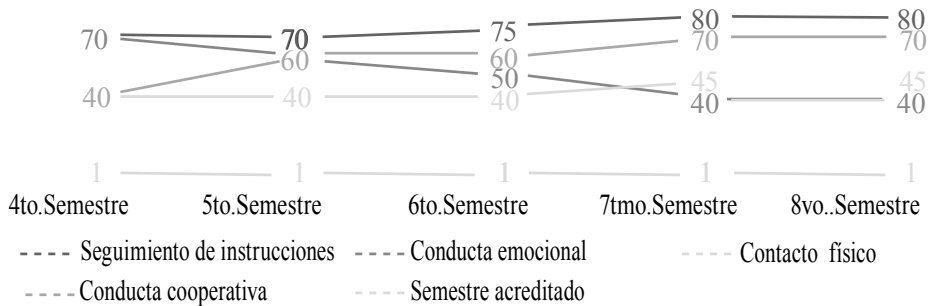 80 80
75
70 70 70 70
60 60
50
45 45
40 40 40 40 40
1 1 1 1 1
4to.Semestre 5to.Semestre 6to.Semestre 7tmo.Semestre 8vo..Semestre
Seguimiento de instrucciones Conducta emocional Contacto físico
Conducta cooperativa Semestre acreditado